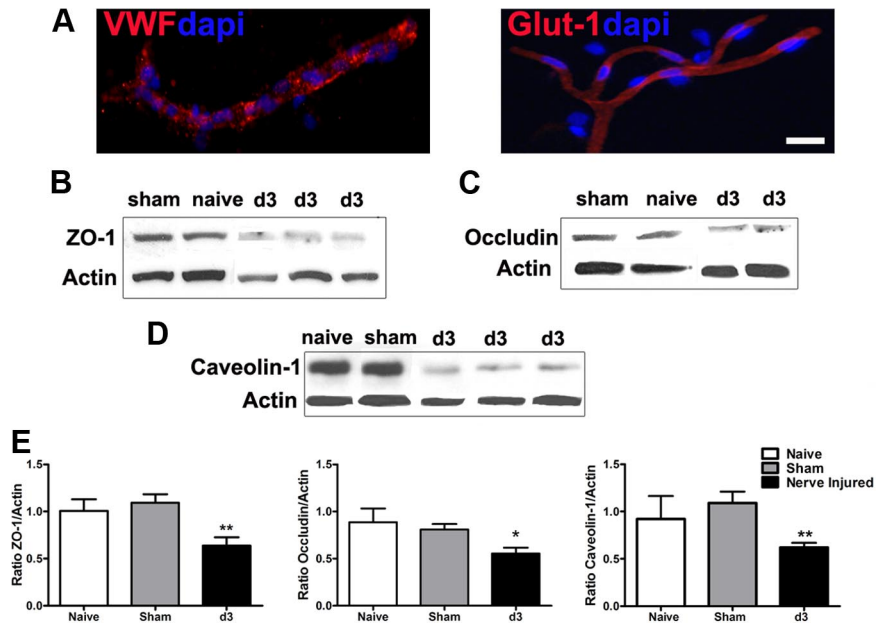 A
VWFdapi
Glut-1dapi
B
sham naive d3 d3 d3
ZO-1
Actin
C
sham naive d3 d3
Occludin
Actin
D
naive sham d3 d3 d3
Caveolin-1
Actin
E
Ratio ZO-1/Actin
1.5
1.0
0.5
0.0
**
Naive Sham d3
Ratio Occludin/Actin
1.5
1.0
0.5
0.0
*
Naive Sham d3
Ratio Caveolin-1/Actin
1.5
1.0
0.5
0.0
**
Naive Sham d3
Naive
Sham
Nerve Injured